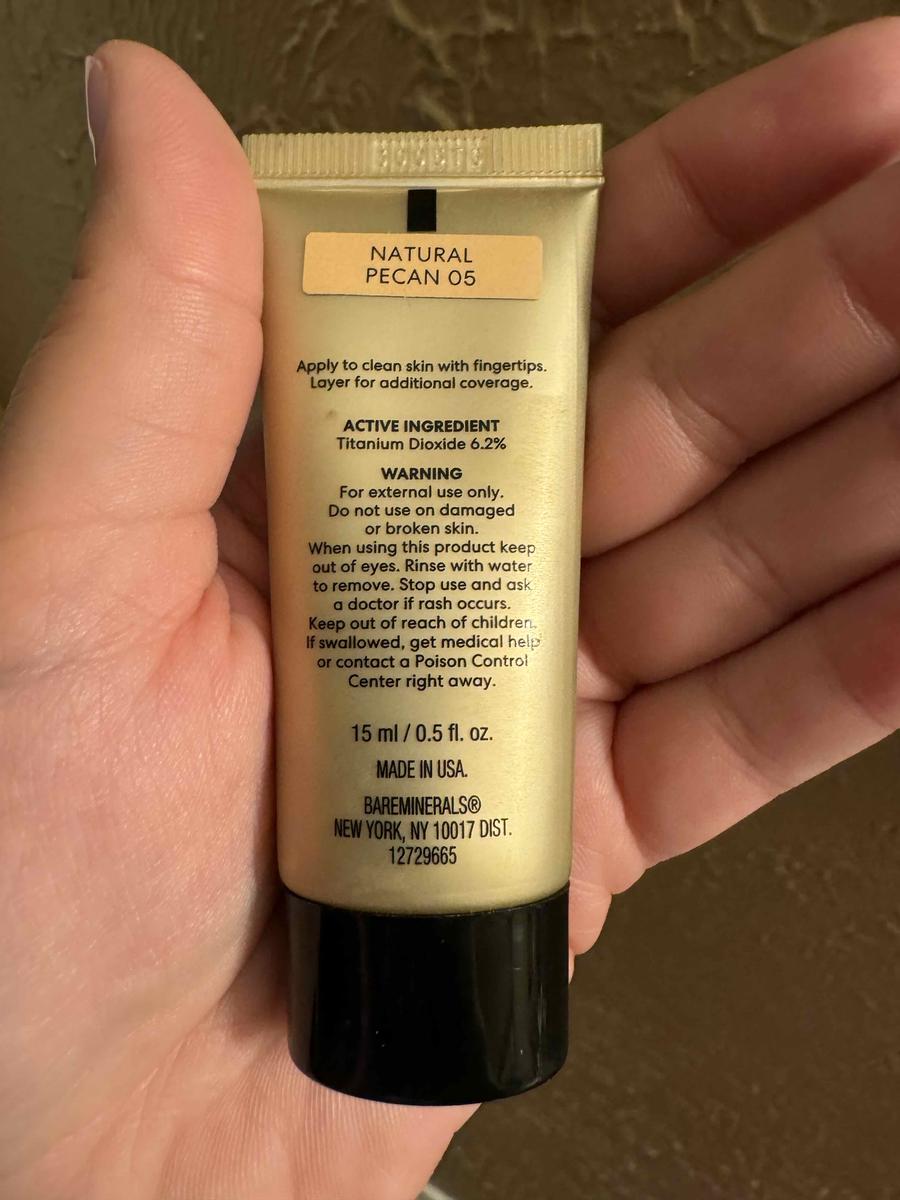 NATURAL
PECAN 05
Apply to clean skin with fingertips.
Layer for additional coverage.
ACTIVE INGREDIENT
Titanium Dioxide 6.2%
WARNING
For external use only.
Do not use on damaged
or broken skin.
When using this product keep
out of eyes. Rinse with water
to remove. Stop use and ask
a doctor if rash occurs.
Keep out of reach of children.
If swallowed, get medical help
or contact a Poison Control
Center right away.
15 ml / 0.5 fl. oz.
MADE IN USA.
BAREMINERALS®
NEW YORK, NY 10017 DIST.
12729665